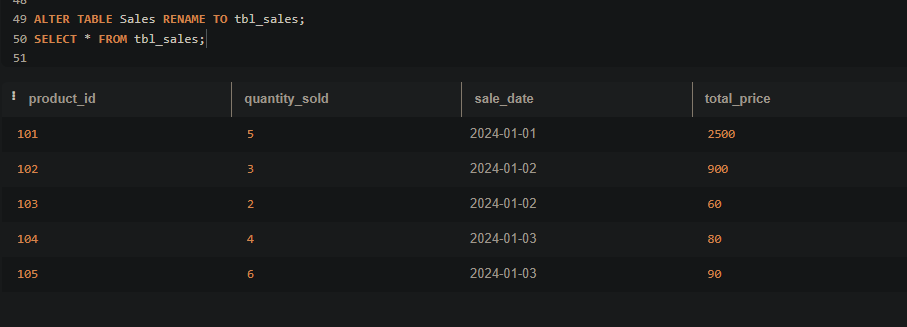 48
49 ALTER TABLE Sales RENAME TO tbl_sales;
50 SELECT * FROM tbl_sales;
51
product_id quantity_sold sale_date total_price
101 5 2024-01-01 2500
102 3 2024-01-02 900
103 2 2024-01-02 60
104 4 2024-01-03 80
105 6 2024-01-03 90